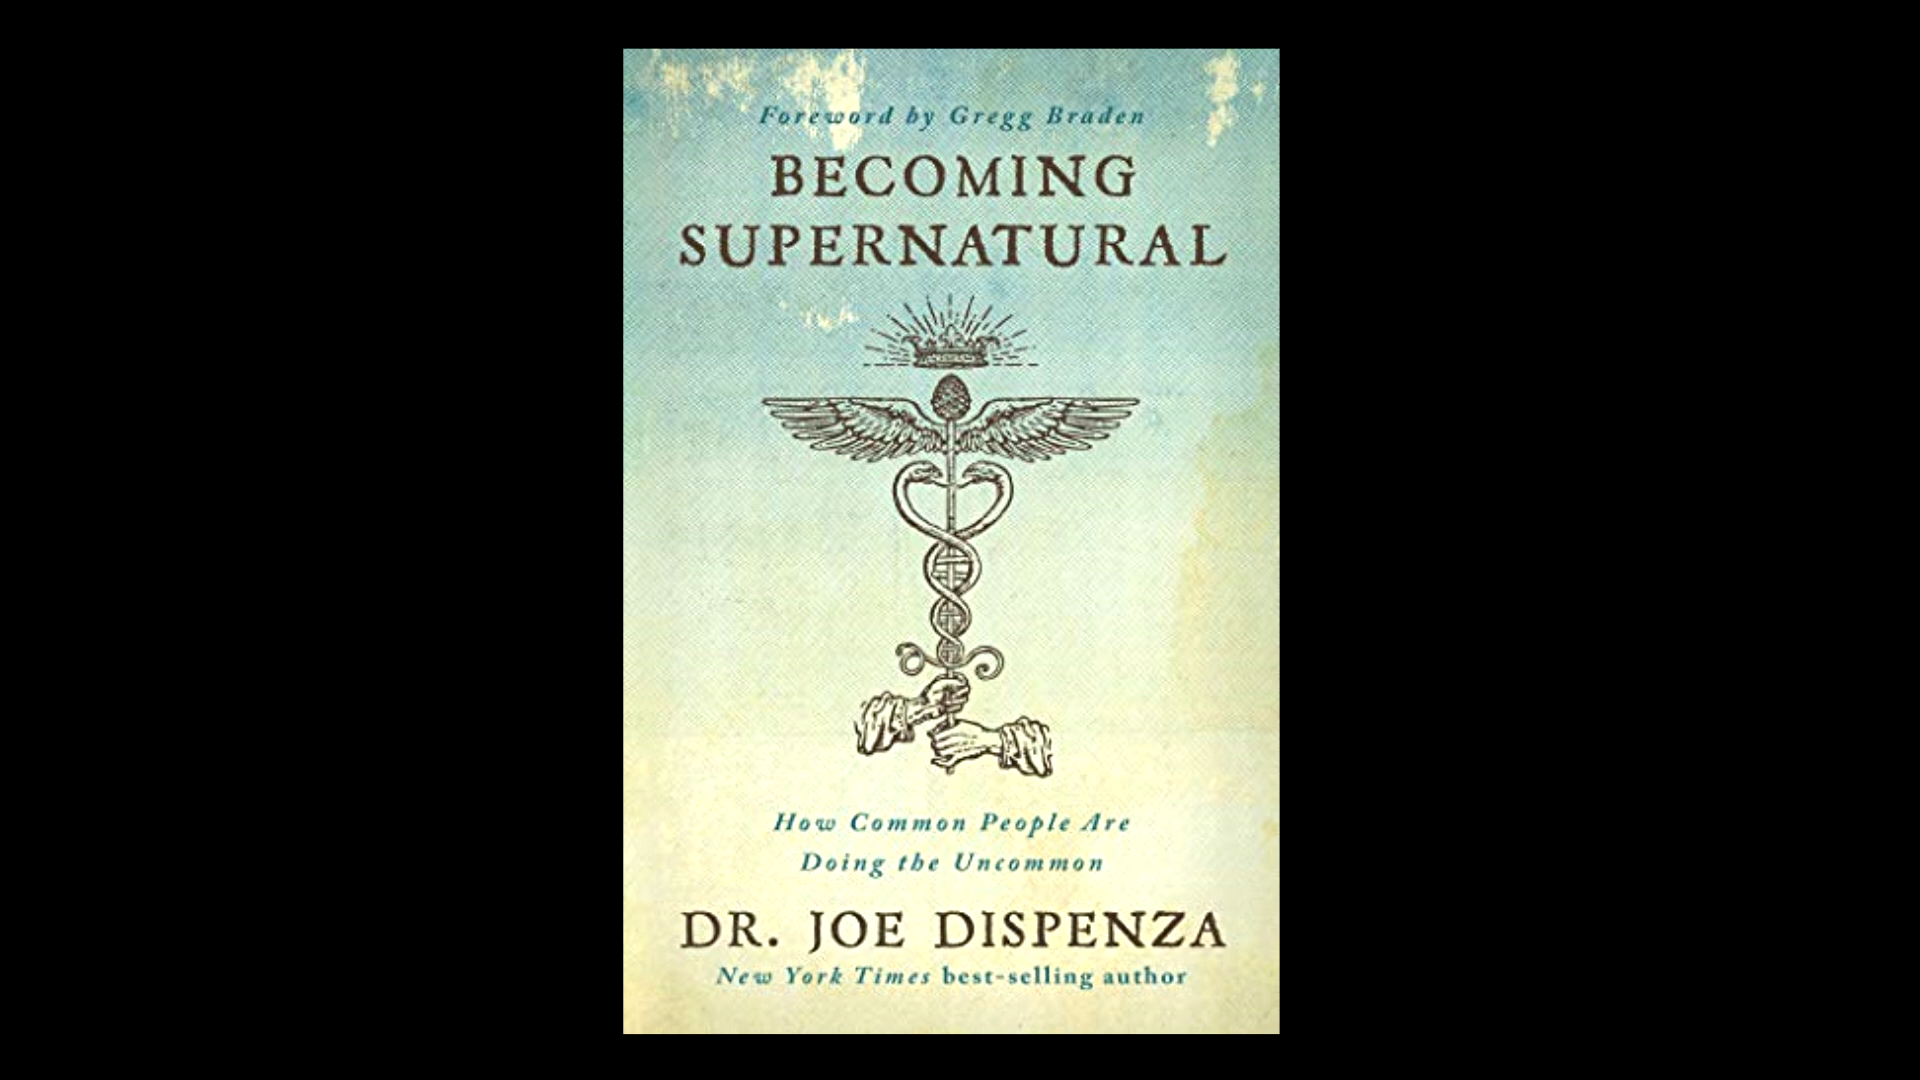 Foreword by Gregg Braden
BECOMING
SUPERNATURAL
How Common People Are
Doing the Uncommon
DR. JOE DISPENZA
New York Times best-selling author